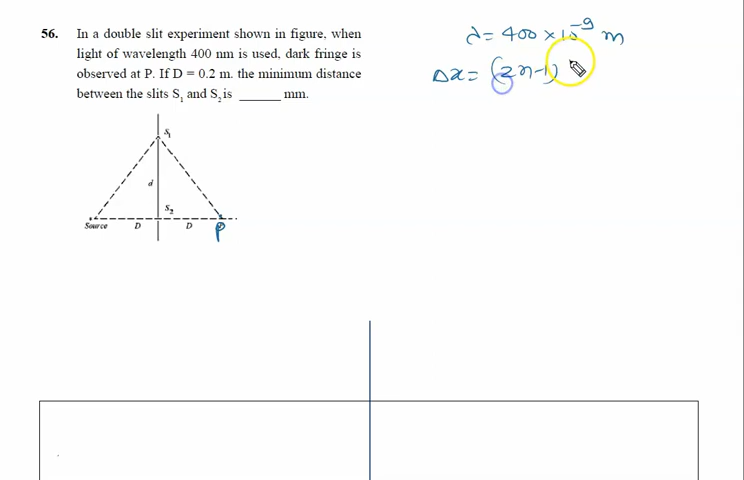 56. In a double slit experiment shown in figure, when
light of wavelength 400 nm is used, dark fringe is
observed at P. If D = 0.2 m. the minimum distance
between the slits S₁ and S₂ is ______ mm.
λ = 400 × 10⁻⁹ m
Δx = (2n-1)
S₁
d
S₂
Source D D P